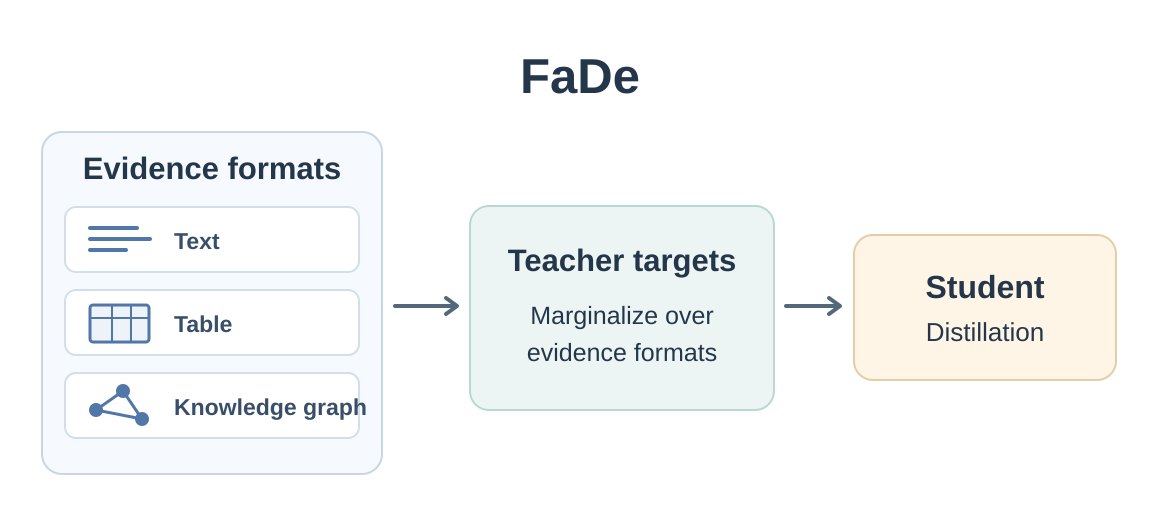 FaDe
Evidence formats
Text
Table
Knowledge graph
Teacher targets
Marginalize over
evidence formats
Student
Distillation